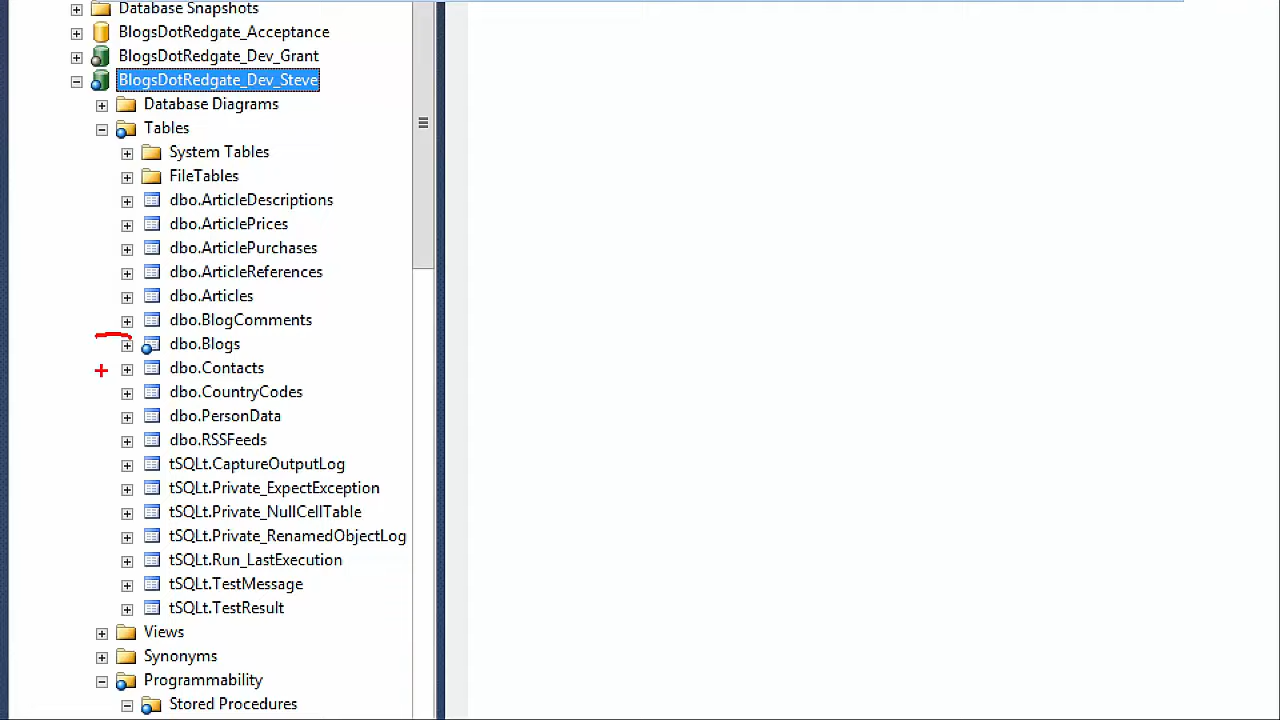 Database Snapshots
BlogsDotRedgate_Acceptance
BlogsDotRedgate_Dev_Grant
BlogsDotRedgate_Dev_Steve
Database Diagrams
Tables
System Tables
FileTables
dbo.ArticleDescriptions
dbo.ArticlePrices
dbo.ArticlePurchases
dbo.ArticleReferences
dbo.Articles
dbo.BlogComments
dbo.Blogs
dbo.Contacts
dbo.CountryCodes
dbo.PersonData
dbo.RSSFeeds
tSQLt.CaptureOutputLog
tSQLt.Private_ExpectException
tSQLt.Private_NullCellTable
tSQLt.Private_RenamedObjectLog
tSQLt.Run_LastExecution
tSQLt.TestMessage
tSQLt.TestResult
Views
Synonyms
Programmability
Stored Procedures